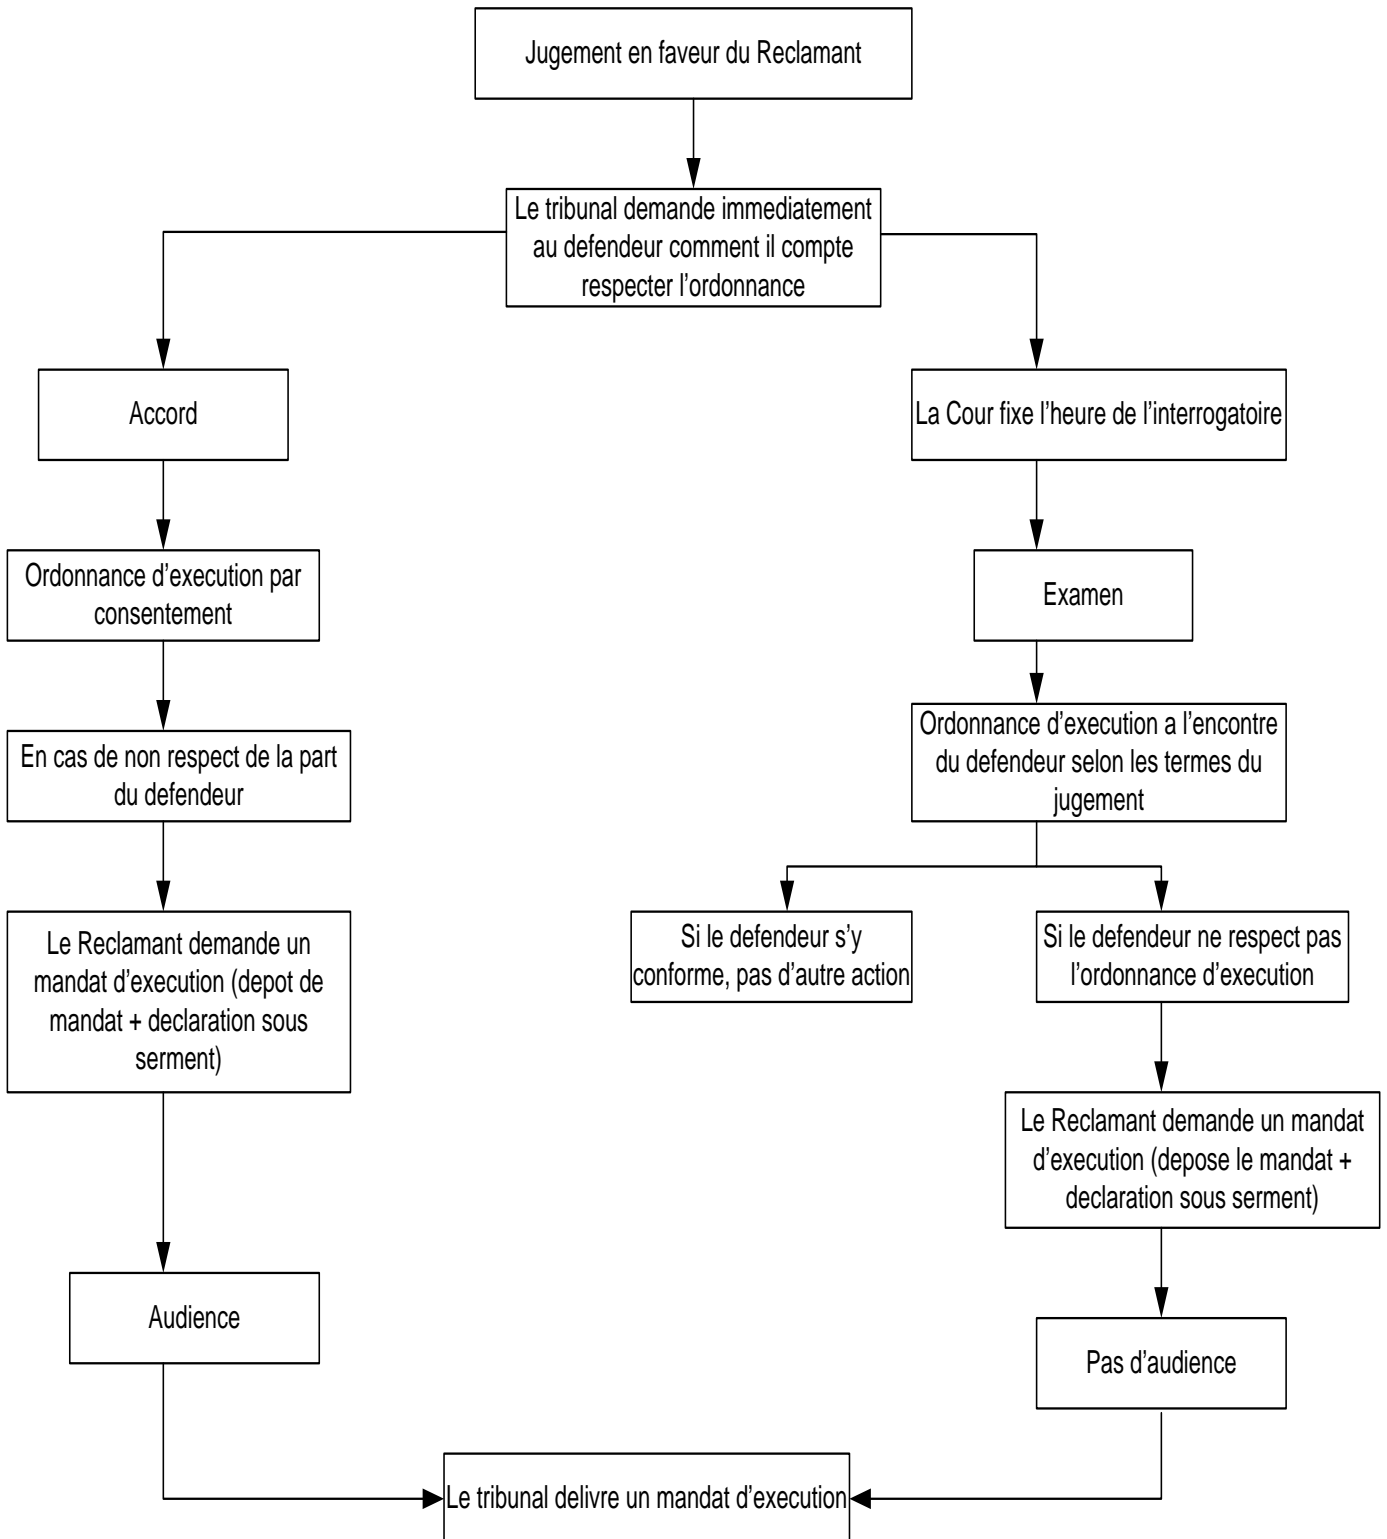 Jugement en faveur du Reclamant
Le tribunal demande immediatement
au defendeur comment il compte
respecter l'ordonnance
Accord
La Cour fixe l'heure de l'interrogatoire
Ordonnance d'execution par
consentement
Examen
En cas de non respect de la part
du defendeur
Ordonnance d'execution a l'encontre
du defendeur selon les termes du
jugement
Le Reclamant demande un
mandat d'execution (depot de
mandat + declaration sous
serment)
Si le defendeur s'y
conforme, pas d'autre action
Si le defendeur ne respect pas
l'ordonnance d'execution
Le Reclamant demande un mandat
d'execution (depose le mandat +
declaration sous serment)
Audience
Pas d'audience
Le tribunal delivre un mandat d'execution